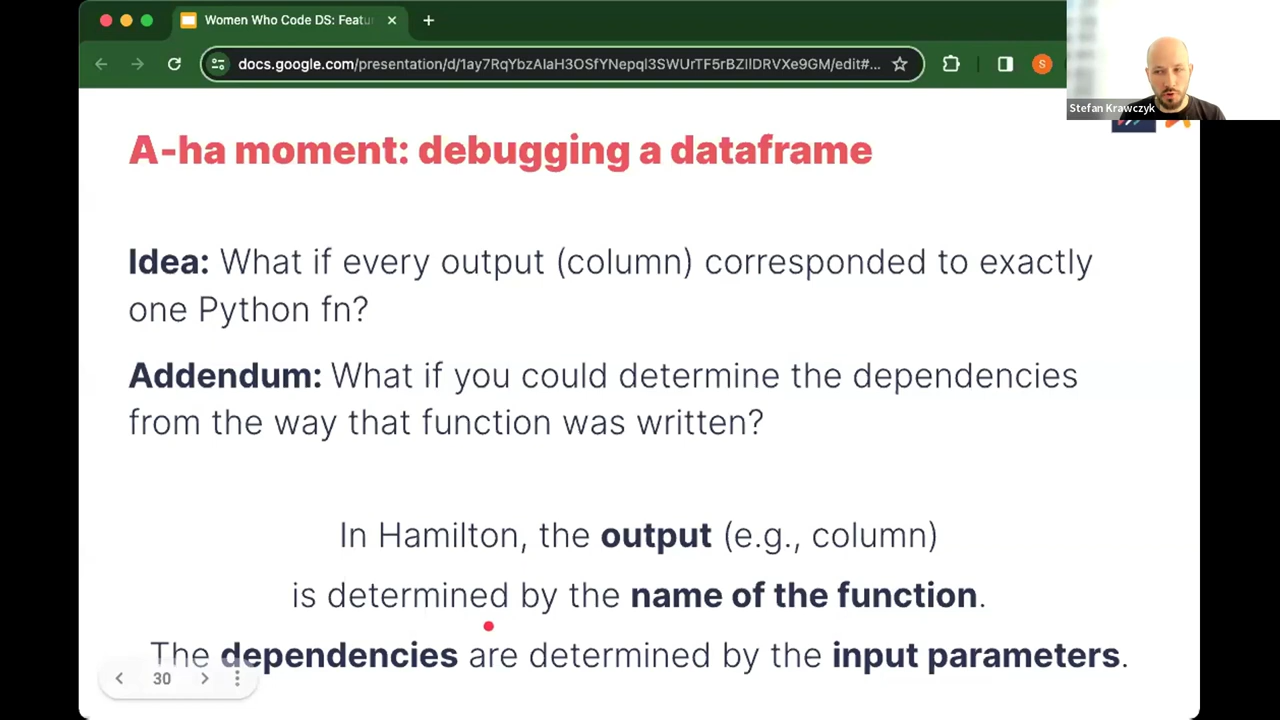 Women Who Code DS: Featu
docs.google.com/presentation/d/1ay7RqYbzAIaH3OSfYNepqI3SWUrTF5rBZIlDRVXe9GM/edit#...
S
Stefan Krawczyk
A-ha moment: debugging a dataframe
Idea: What if every output (column) corresponded to exactly
one Python fn?
Addendum: What if you could determine the dependencies
from the way that function was written?
In Hamilton, the output (e.g., column)
is determined by the name of the function.
The dependencies are determined by the input parameters.
30